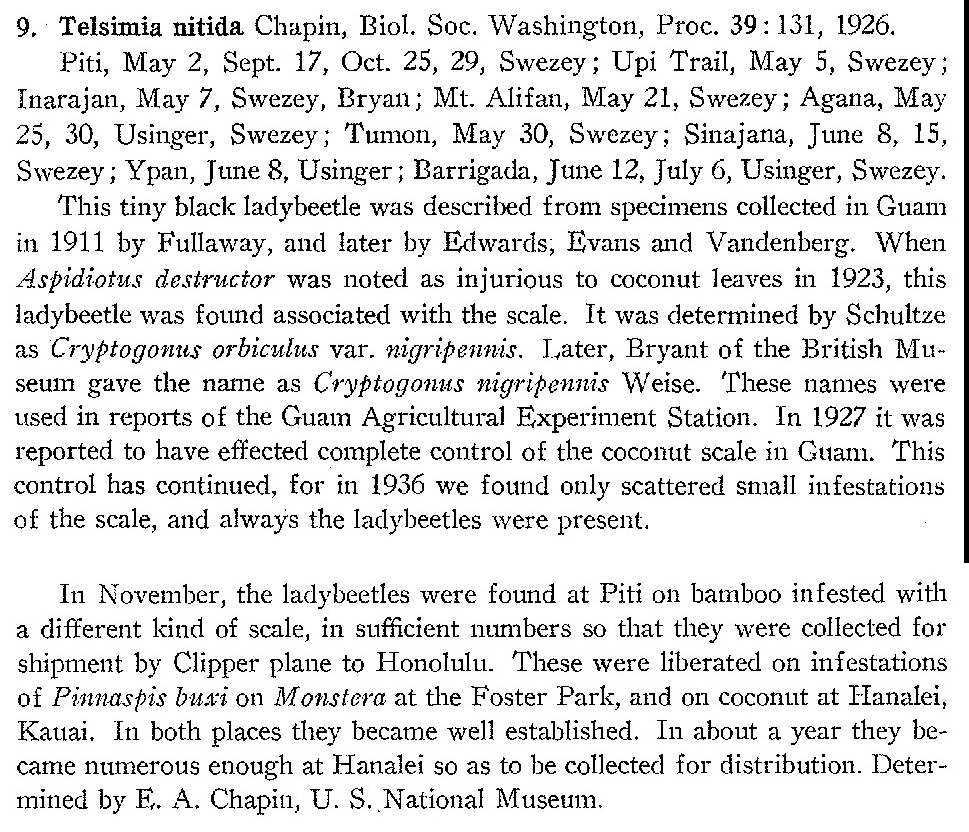 9. Telsimia nitida Chapin, Biol. Soc. Washington, Proc. 39:131, 1926.
Piti, May 2, Sept. 17, Oct. 25, 29, Swezey; Upi Trail, May 5, Swezey;
Inarajan, May 7, Swezey, Bryan; Mt. Alifan, May 21, Swezey; Agana, May
25, 30, Usinger, Swezey; Tumon, May 30, Swezey; Sinajana, June 8, 15,
Swezey; Ypan, June 8, Usinger; Barrigada, June 12, July 6, Usinger, Swezey.
This tiny black ladybeetle was described from specimens collected in Guam
in 1911 by Fullaway, and later by Edwards, Evans and Vandenberg. When
Aspidiotus destructor was noted as injurious to coconut leaves in 1923, this
ladybeetle was found associated with the scale. It was determined by Schultze
as Cryptogonus orbiculus var. nigripennis. Later, Bryant of the British Mu-
seum gave the name as Cryptogonus nigripennis Weise. These names were
used in reports of the Guam Agricultural Experiment Station. In 1927 it was
reported to have effected complete control of the coconut scale in Guam. This
control has continued, for in 1936 we found only scattered small infestations
of the scale, and always the ladybeetles were present.
In November, the ladybeetles were found at Piti on bamboo infested with
a different kind of scale, in sufficient numbers so that they were collected for
shipment by Clipper plane to Honolulu. These were liberated on infestations
of Pinnaspis buxi on Monstera at the Foster Park, and on coconut at Hanalei,
Kauai. In both places they became well established. In about a year they be-
came numerous enough at Hanalei so as to be collected for distribution. Deter-
mined by E. A. Chapin, U. S. National Museum.